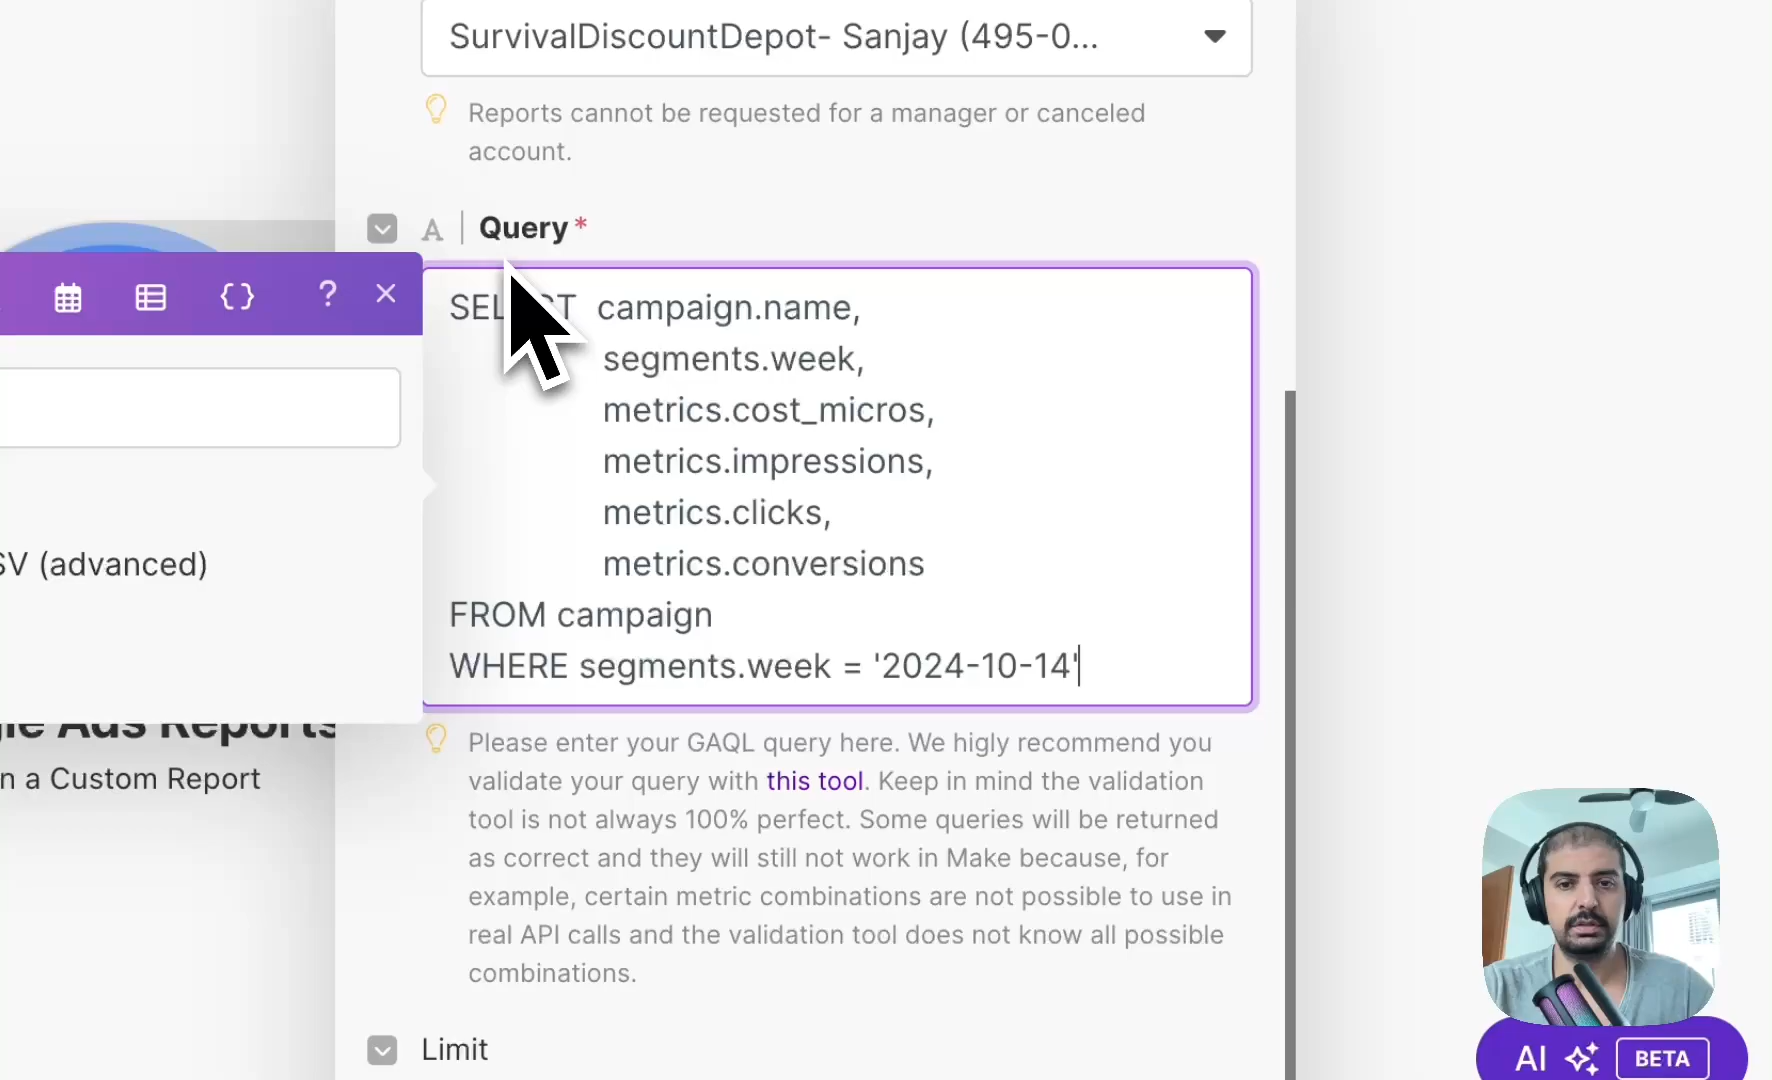 SurvivalDiscountDepot- Sanjay (495-0...
Reports cannot be requested for a manager or canceled
account.
A | Query *
?
SELECT campaign.name,
segments.week,
metrics.cost_micros,
metrics.impressions,
metrics.clicks,
metrics.conversions
FROM campaign
WHERE segments.week = '2024-10-14'
SV (advanced)
gle Ads Reports
n a Custom Report
Please enter your GAQL query here. We higly recommend you
validate your query with this tool. Keep in mind the validation
tool is not always 100% perfect. Some queries will be returned
as correct and they will still not work in Make because, for
example, certain metric combinations are not possible to use in
real API calls and the validation tool does not know all possible
combinations.
Limit
AI BETA